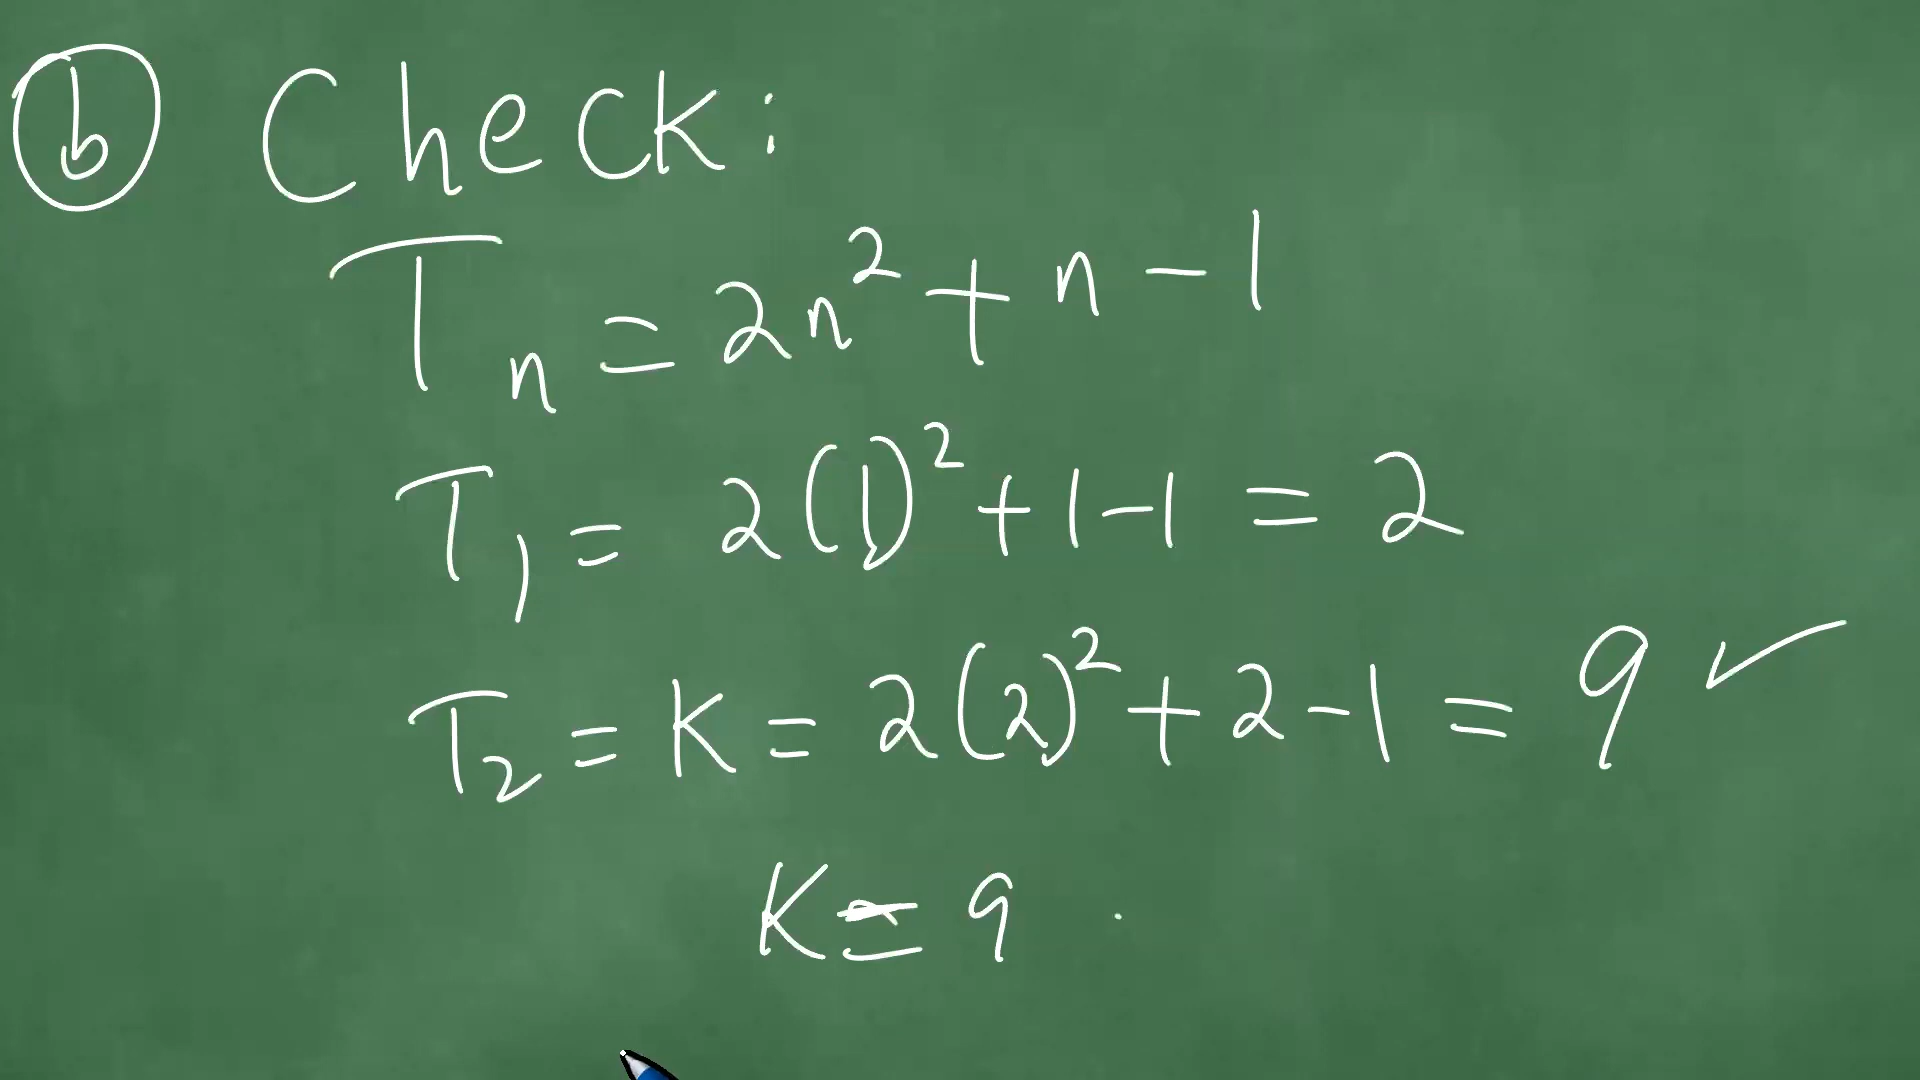 b Check:
Tn = 2n² + n - 1
T1 = 2(1)² + 1 - 1 = 2
T2 = K = 2(2)² + 2 - 1 = 9 ✓
K = 9